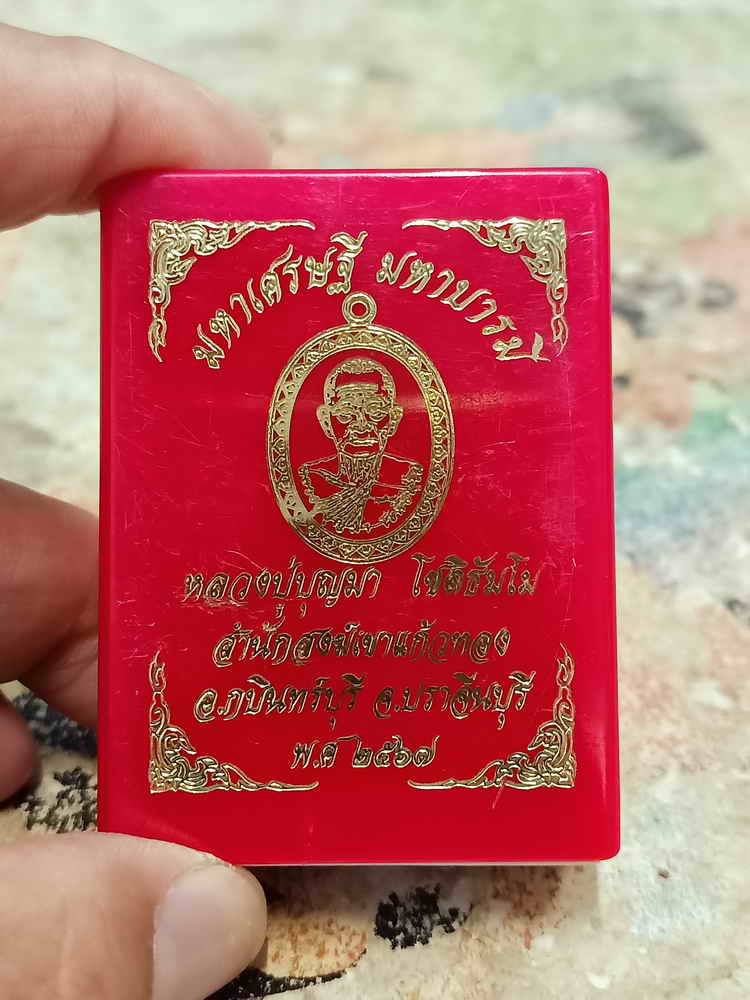 มหาเศรษฐี มหาบารมี
หลวงปู่บุญมา โชติธัมโม
สำนักสงฆ์เขาแก้วทอง
อ.กบินทร์บุรี จ.ปราจีนบุรี
พ.ศ ๒๕๖๗